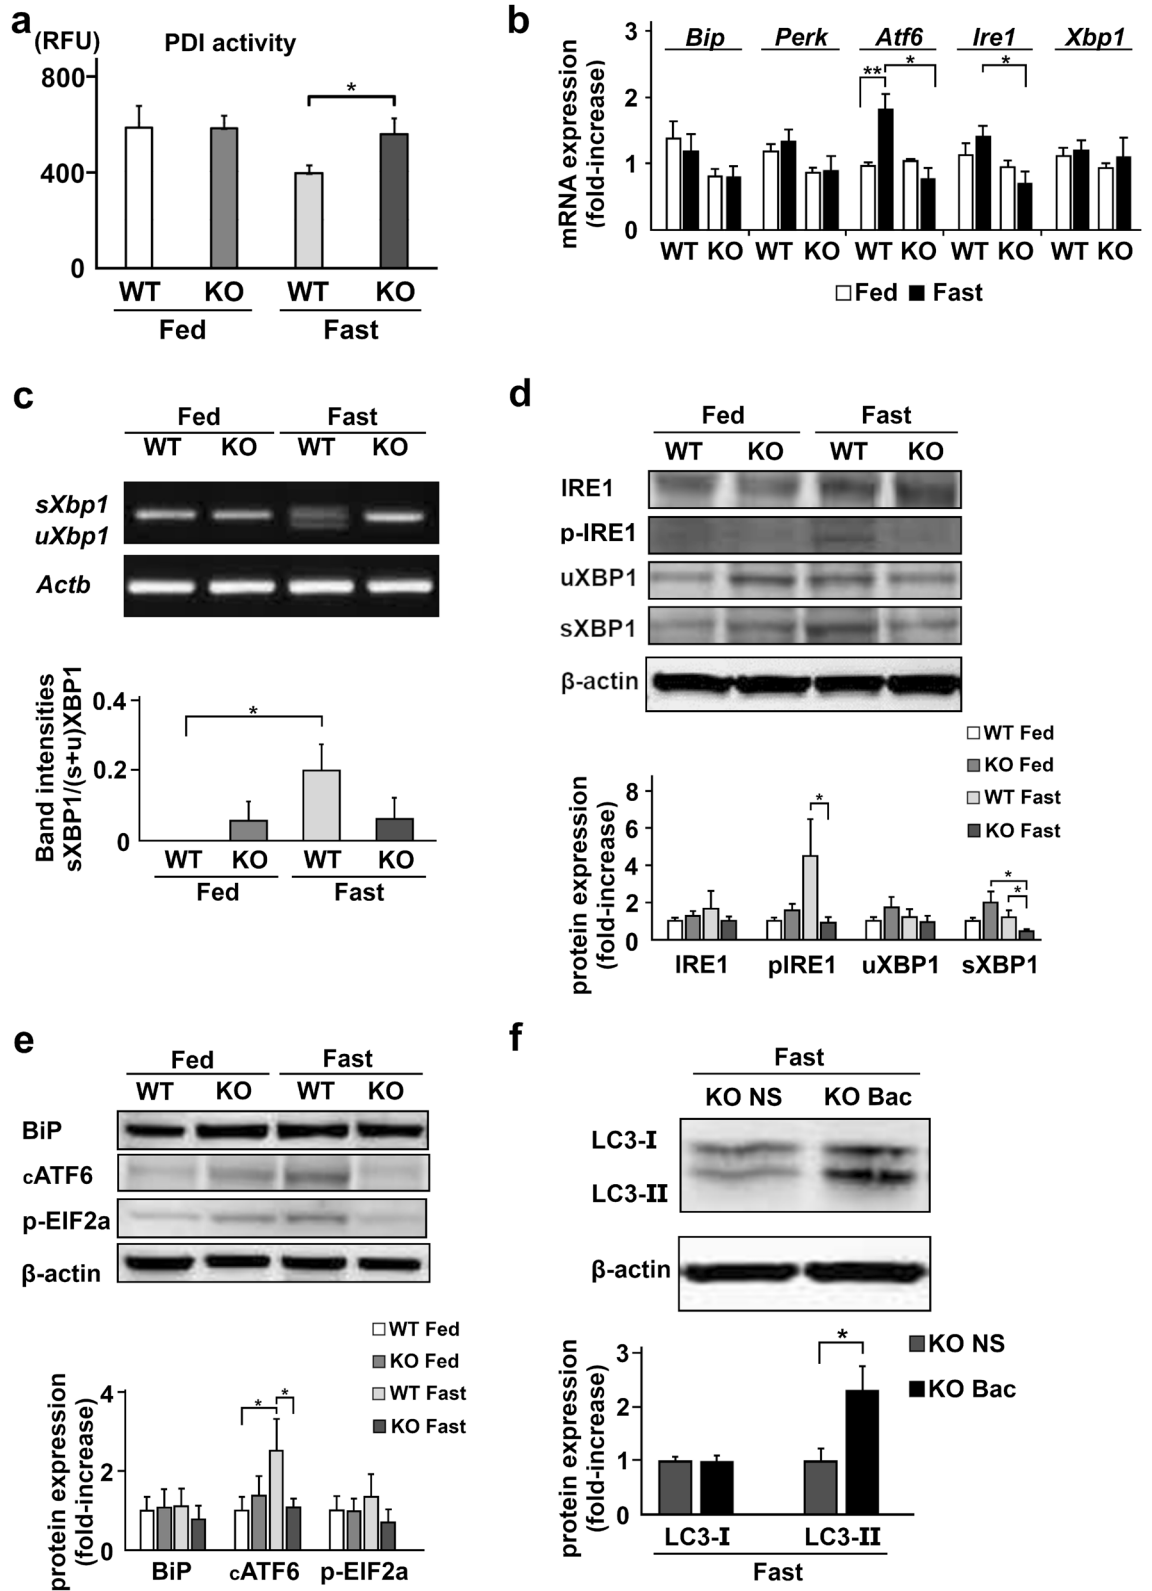 a
(RFU)
PDI activity
800
400
0
*
WT KO WT KO
Fed Fast
b
mRNA expression
(fold-increase)
3
2
1
0
Bip Perk Atf6 Ire1 Xbp1
** * *
WT KO WT KO WT KO WT KO WT KO
Fed Fast
c
Fed Fast
WT KO WT KO
sXbp1
uXbp1
Actb
Band intensities
sXBP1/(s+u)XBP1
0.4
0.2
0
*
WT KO WT KO
Fed Fast
d
Fed Fast
WT KO WT KO
IRE1
p-IRE1
uXBP1
sXBP1
β-actin
WT Fed
KO Fed
WT Fast
KO Fast
protein expression
(fold-increase)
8
6
4
2
0
*
*
*
IRE1 pIRE1 uXBP1 sXBP1
e
Fed Fast
WT KO WT KO
BiP
cATF6
p-EIF2a
β-actin
WT Fed
KO Fed
WT Fast
KO Fast
protein expression
(fold-increase)
4
2
0
* *
BiP cATF6 p-EIF2a
f
Fast
KO NS KO Bac
LC3-I
LC3-II
β-actin
KO NS
KO Bac
protein expression
(fold-increase)
3
2
1
0
*
LC3-I LC3-II
Fast